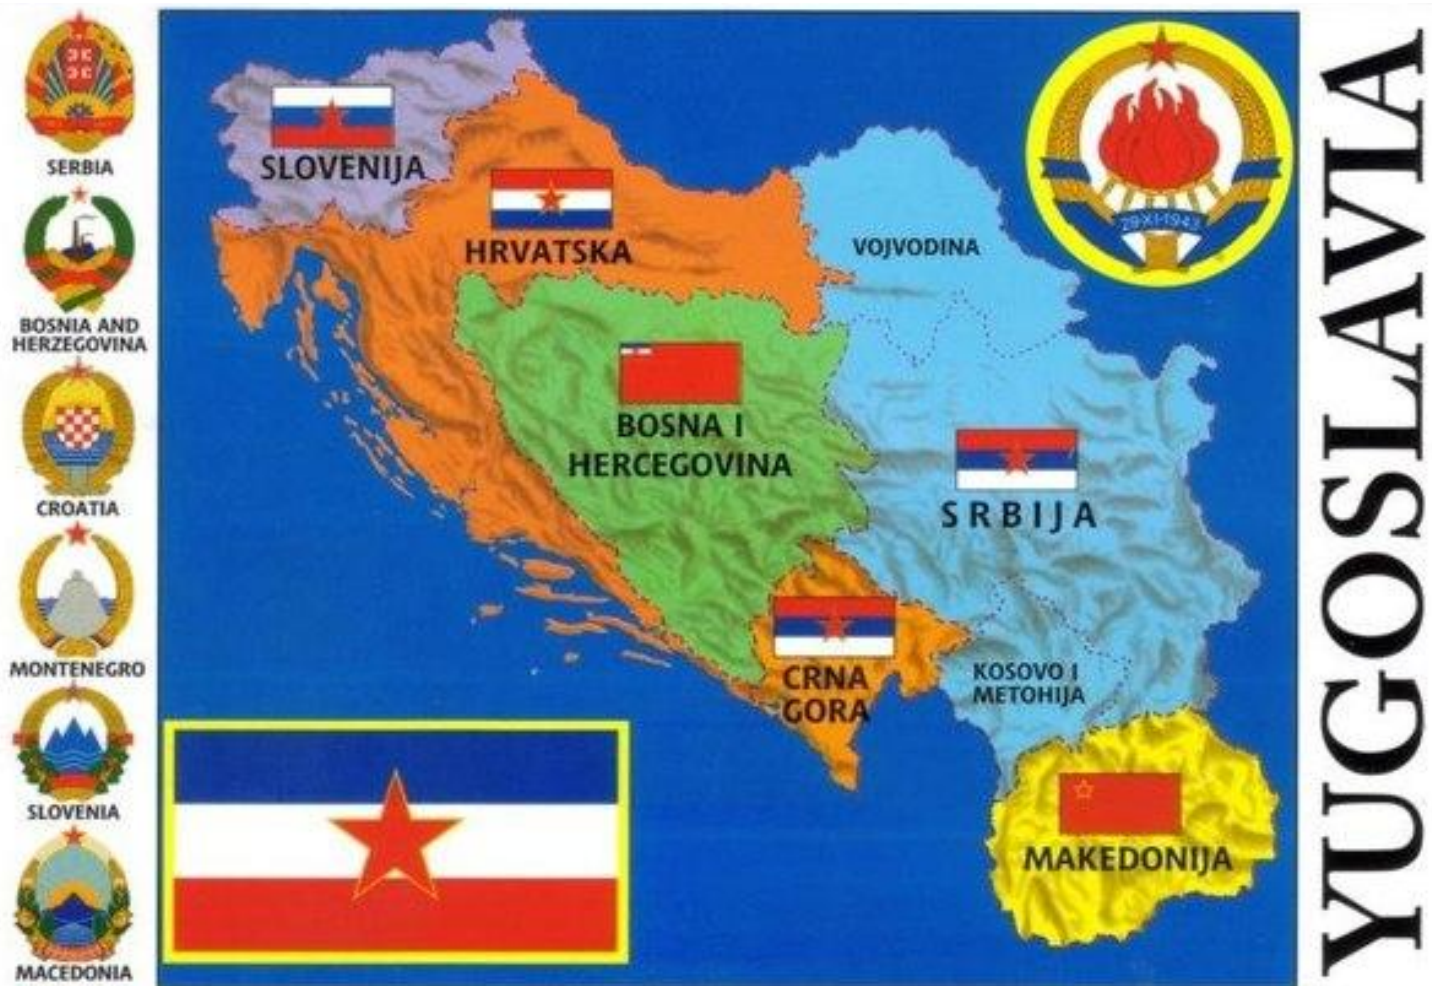 SERBIA
BOSNIA AND
HERZEGOVINA
CROATIA
MONTENEGRO
SLOVENIA
MACEDONIA
SLOVENIJA
HRVATSKA
VOJVODINA
BOSNA I
HERCEGOVINA
SRBIJA
CRNA
GORA
KOSOVO I
METOHIJA
MAKEDONIJA
29·XI·1943
YUGOSLAVIA